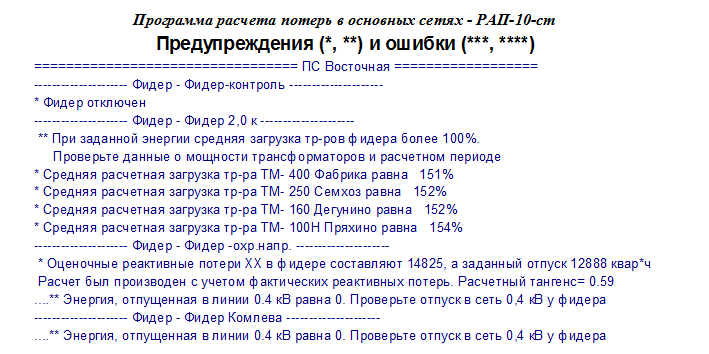 Программа расчета потерь в основных сетях - РАП-10-ст
Предупреждения (*, **) и ошибки (***, ****)
================================= ПС Восточная ==================
--------------------- Фидер - Фидер-контроль ---------------------
* Фидер отключен
--------------------- Фидер - Фидер 2,0 к ---------------------
** При заданной энергии средняя загрузка тр-ров фидера более 100%.
Проверьте данные о мощности трансформаторов и расчетном периоде
* Средняя расчетная загрузка тр-ра ТМ- 400 Фабрика равна 151%
* Средняя расчетная загрузка тр-ра ТМ- 250 Семхоз равна 152%
* Средняя расчетная загрузка тр-ра ТМ- 160 Дегунино равна 152%
* Средняя расчетная загрузка тр-ра ТМ- 100Н Пряхино равна 154%
--------------------- Фидер - Фидер -охр.напр. ---------------------
* Оценочные реактивные потери ХХ в фидере составляют 14825, а заданный отпуск 12888 квар*ч
Расчет был произведен с учетом фактических реактивных потерь. Расчетный тангенс= 0.59
....** Энергия, отпущенная в линии 0.4 кВ равна 0. Проверьте отпуск в сеть 0,4 кВ у фидера
--------------------- Фидер - Фидер Комлева ---------------------
....** Энергия, отпущенная в линии 0.4 кВ равна 0. Проверьте отпуск в сеть 0,4 кВ у фидера